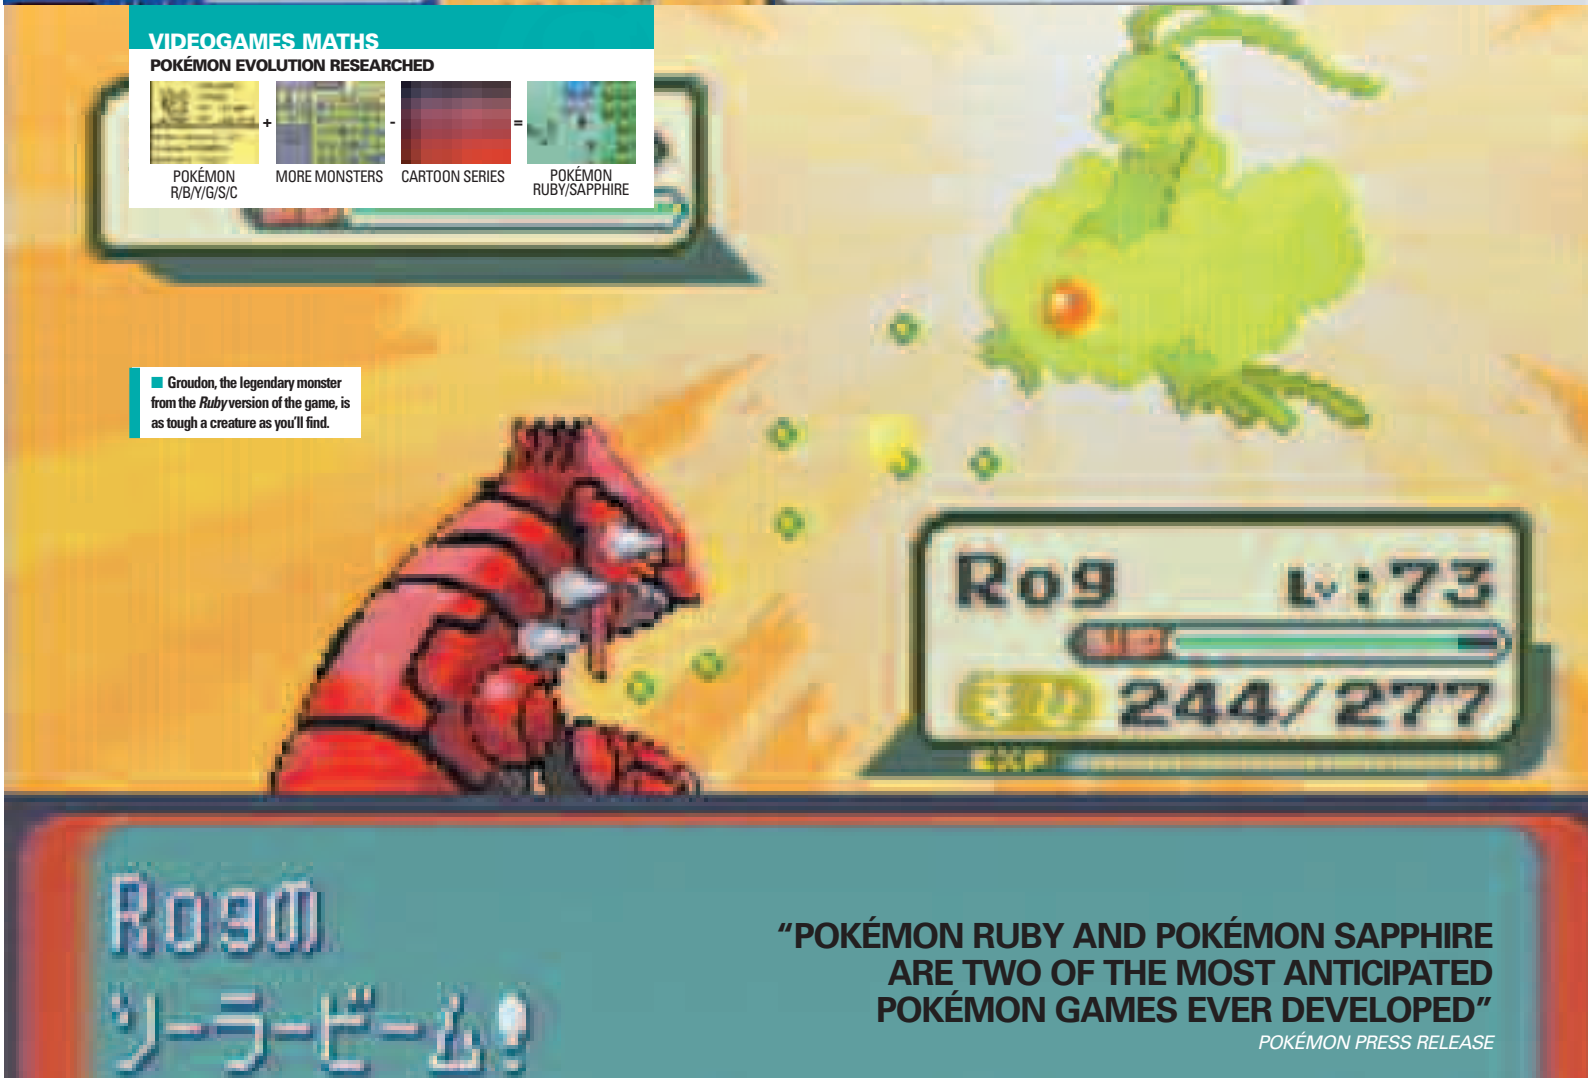 VIDEOGAMES MATHS
POKÉMON EVOLUTION RESEARCHED
+ - =
POKÉMON
R/B/Y/G/S/C
MORE MONSTERS
CARTOON SERIES
POKÉMON
RUBY/SAPPHIRE
Groudon, the legendary monster
from the Ruby version of the game, is
as tough a creature as you'll find.
Rog Lv:73
244/277
EXP
Rogの
ソーラービーム!
“POKÉMON RUBY AND POKÉMON SAPPHIRE
ARE TWO OF THE MOST ANTICIPATED
POKÉMON GAMES EVER DEVELOPED”
POKÉMON PRESS RELEASE